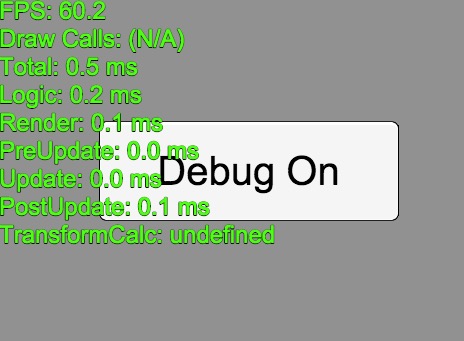 FPS: 60.2
Draw Calls: (N/A)
Total: 0.5 ms
Logic: 0.2 ms
Render: 0.1 ms
PreUpdate: 0.0 ms
Debug On
Update: 0.0 ms
PostUpdate: 0.1 ms
TransformCalc: undefined